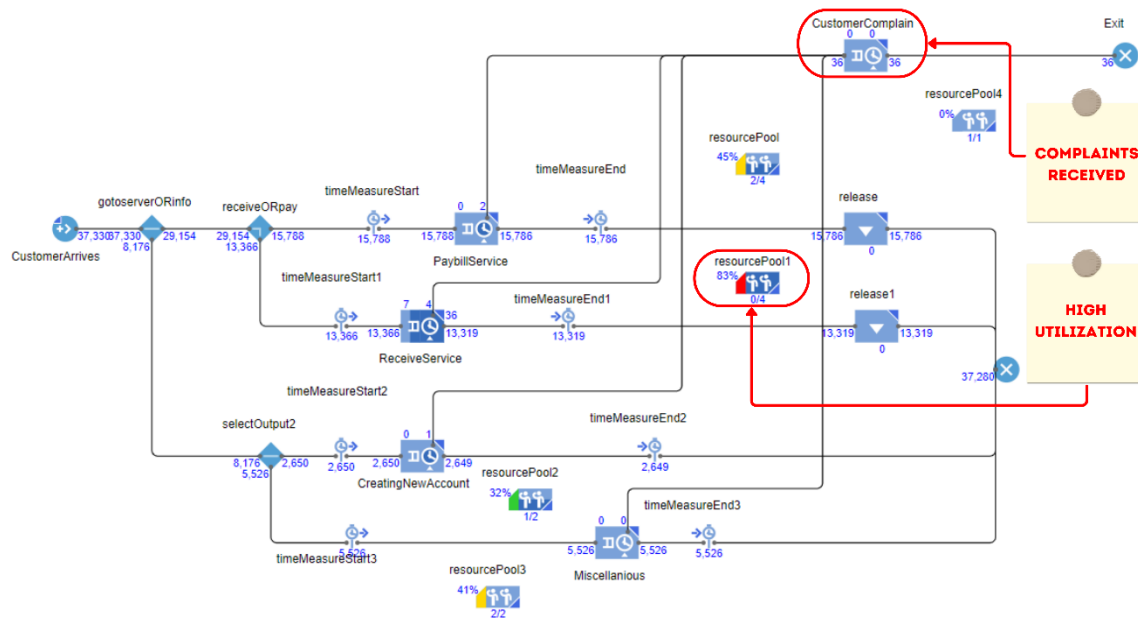 CustomerComplain
0 0
36 36
Exit
36
resourcePool4
0%
1/1
COMPLAINTS
RECEIVED
resourcePool
45%
2/4
timeMeasureStart
timeMeasureEnd
gotoserverORinfo
receiveORpay
release
0 2
37,330 37,330 29,154
8,176
29,154 15,788
13,366
15,788
15,788 15,786
15,786
15,786 15,786
0
CustomerArrives
PaybillService
timeMeasureStart1
resourcePool1
83%
0/4
timeMeasureEnd1
release1
7 4
36
13,366
13,366 13,319
13,319
13,319 13,319
0
ReceiveService
HIGH
UTILIZATION
37,280
timeMeasureStart2
selectOutput2
timeMeasureEnd2
0 1
8,176 2,650
5,526
2,650
2,650 2,649
2,649
CreatingNewAccount
resourcePool2
32%
1/2
timeMeasureEnd3
0 0
5,526
5,526 5,526
5,526
timeMeasureStart3
Miscellanious
resourcePool3
41%
2/2